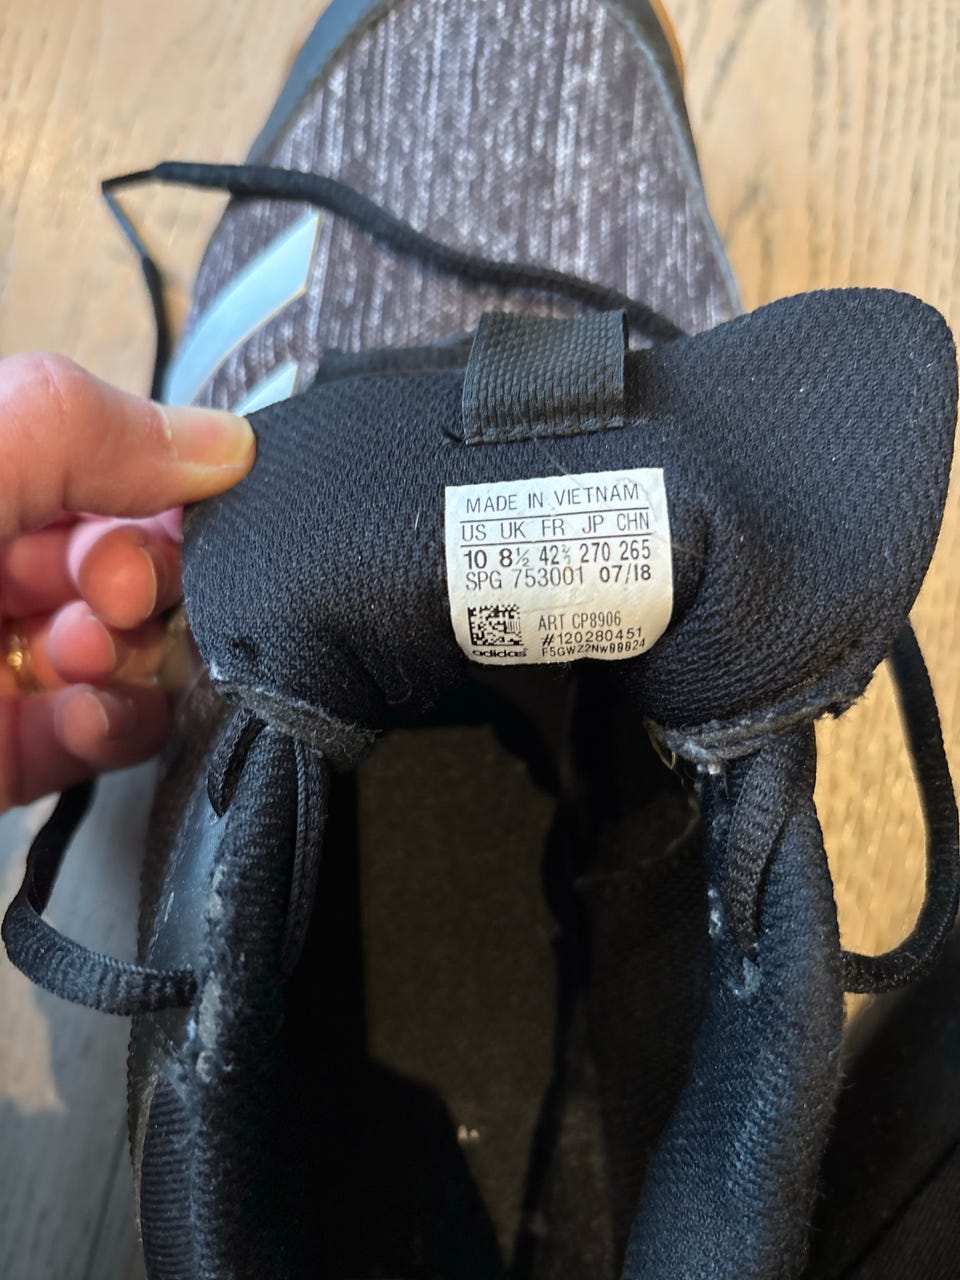 MADE IN VIETNAM
US UK FR JP CHN
10 8½ 42⅔ 270 265
SPG 753001 07/18
ART CP8906
#120280451
adidas F5GWZ2NW00024